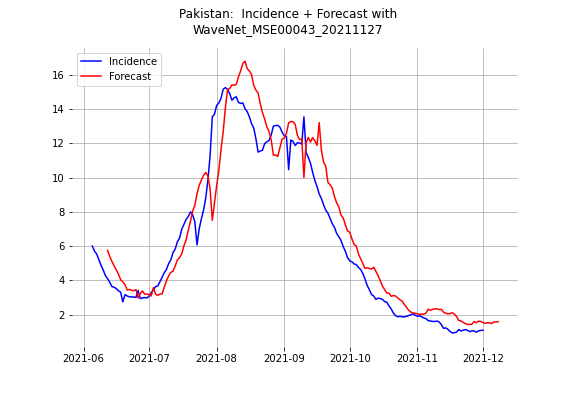 Pakistan:  Incidence + Forecast with
WaveNet_MSE00043_20211127
Incidence
Forecast
16
14
12
10
8
6
4
2
2021-06 2021-07 2021-08 2021-09 2021-10 2021-11 2021-12